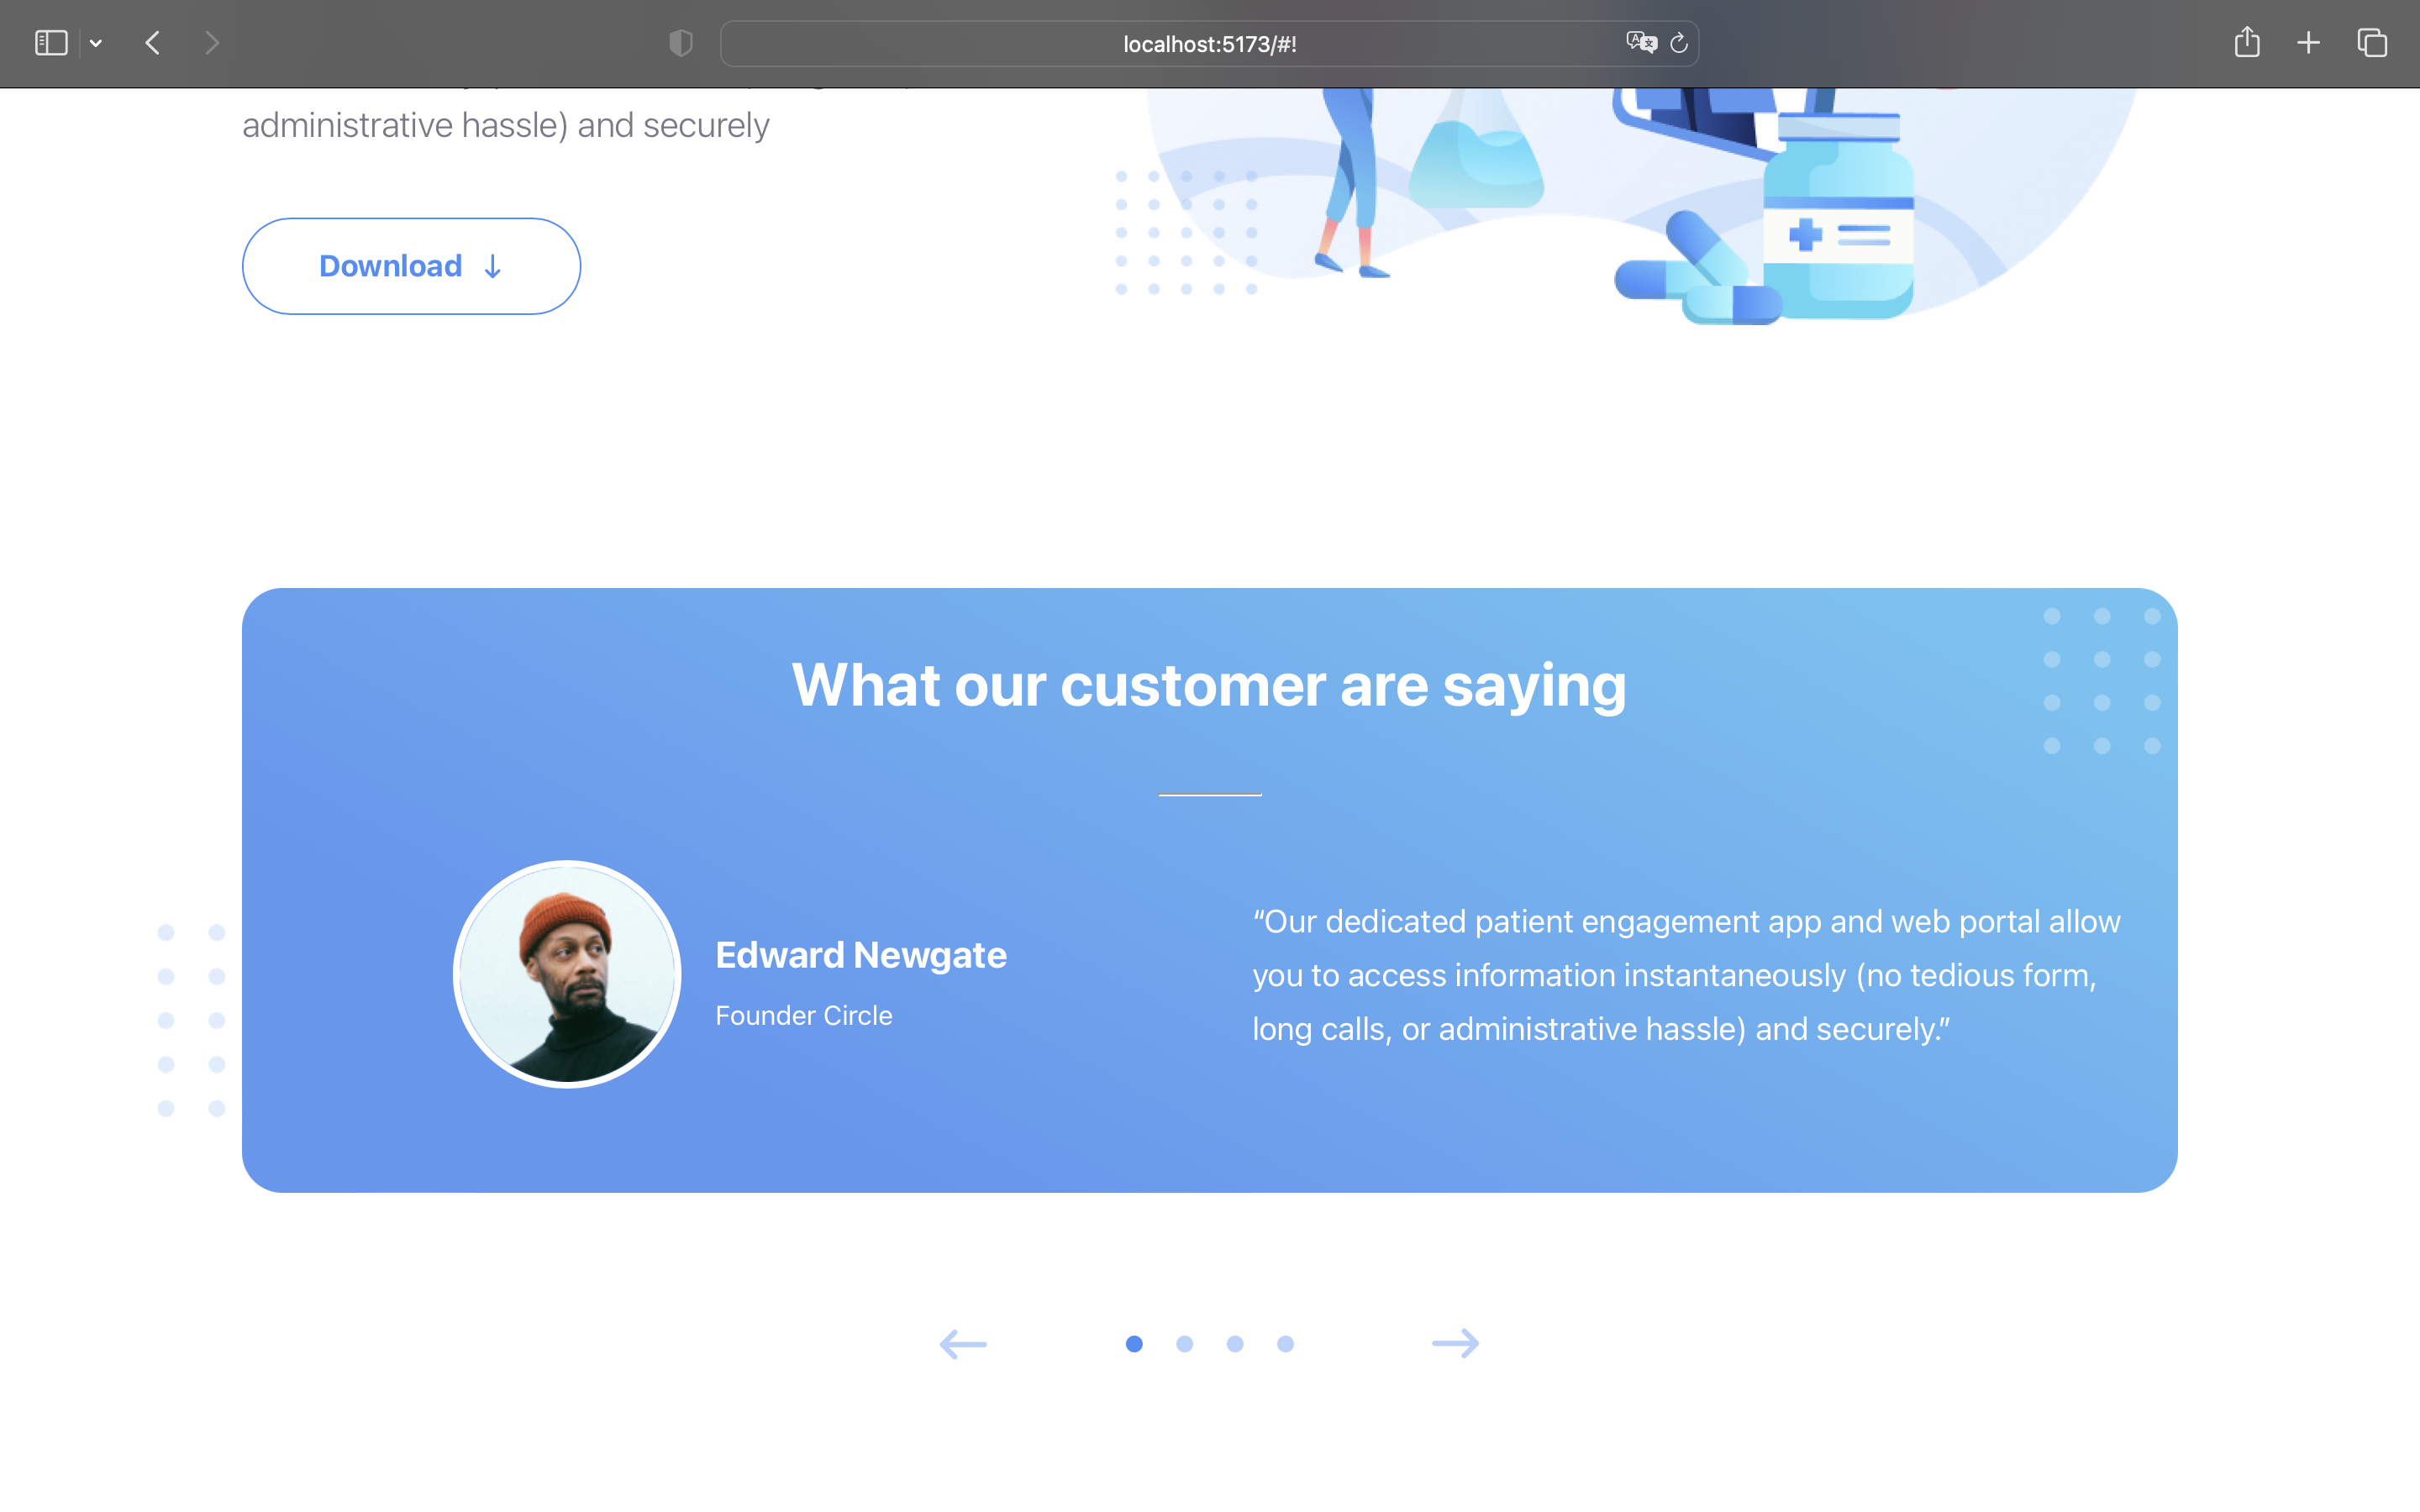 localhost:5173/#!
administrative hassle) and securely
Download ↓
What our customer are saying
Edward Newgate
Founder Circle
“Our dedicated patient engagement app and web portal allow
you to access information instantaneously (no tedious form,
long calls, or administrative hassle) and securely.”